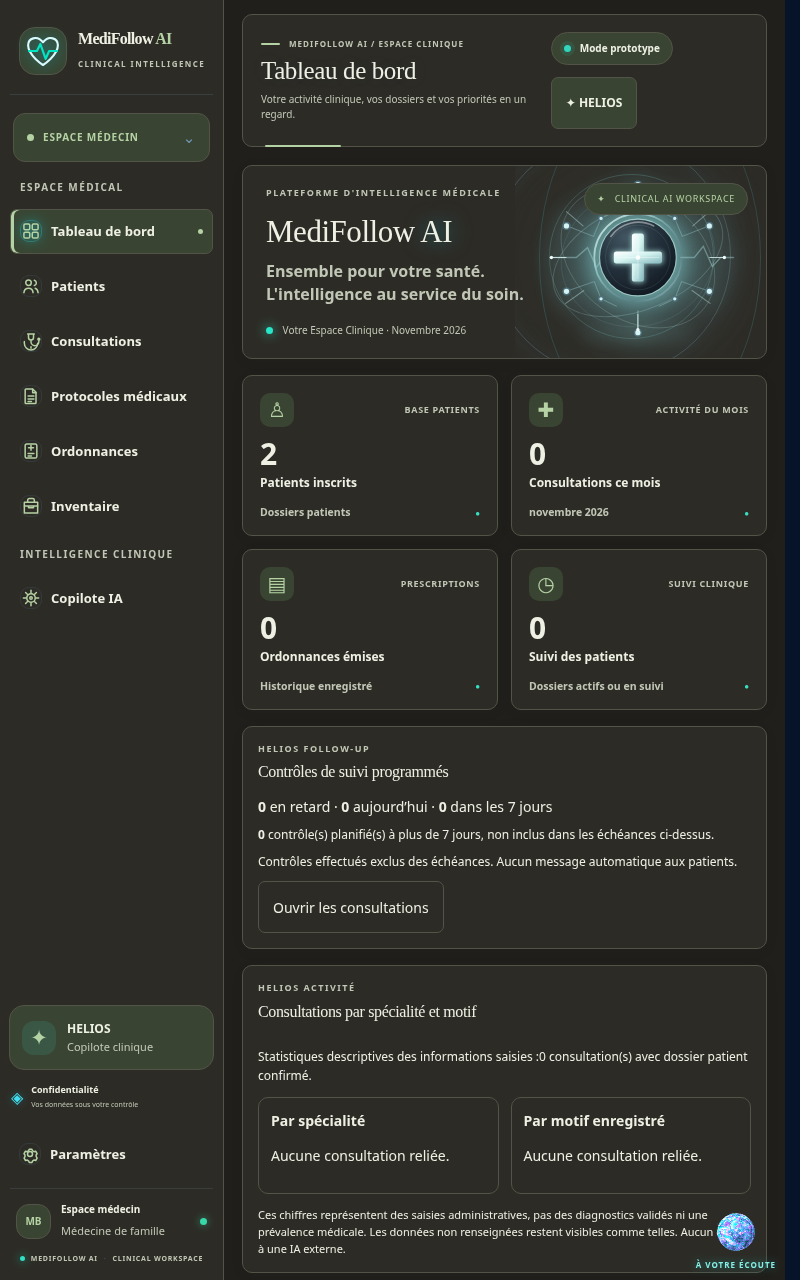 MediFollow AI
CLINICAL INTELLIGENCE
ESPACE MÉDECIN
ESPACE MÉDICAL
Tableau de bord
Patients
Consultations
Protocoles médicaux
Ordonnances
Inventaire
INTELLIGENCE CLINIQUE
Copilote IA
HELIOS
Copilote clinique
Confidentialité
Vos données sous votre contrôle
Paramètres
MB
Espace médecin
Médecine de famille
MEDIFOLLOW AI · CLINICAL WORKSPACE
MEDIFOLLOW AI / ESPACE CLINIQUE
Tableau de bord
Votre activité clinique, vos dossiers et vos priorités en un
regard.
Mode prototype
✦ HELIOS
PLATEFORME D'INTELLIGENCE MÉDICALE
MediFollow AI
Ensemble pour votre santé.
L'intelligence au service du soin.
Votre Espace Clinique · Novembre 2026
✦ CLINICAL AI WORKSPACE
BASE PATIENTS
2
Patients inscrits
Dossiers patients
ACTIVITÉ DU MOIS
0
Consultations ce mois
novembre 2026
PRESCRIPTIONS
0
Ordonnances émises
Historique enregistré
SUIVI CLINIQUE
0
Suivi des patients
Dossiers actifs ou en suivi
HELIOS FOLLOW-UP
Contrôles de suivi programmés
0 en retard · 0 aujourd’hui · 0 dans les 7 jours
0 contrôle(s) planifié(s) à plus de 7 jours, non inclus dans les échéances ci-dessus.
Contrôles effectués exclus des échéances. Aucun message automatique aux patients.
Ouvrir les consultations
HELIOS ACTIVITÉ
Consultations par spécialité et motif
Statistiques descriptives des informations saisies :0 consultation(s) avec dossier patient
confirmé.
Par spécialité
Aucune consultation reliée.
Par motif enregistré
Aucune consultation reliée.
Ces chiffres représentent des saisies administratives, pas des diagnostics validés ni une
prévalence médicale. Les données non renseignées restent visibles comme telles. Aucun
à une IA externe.
À VOTRE ÉCOUTE